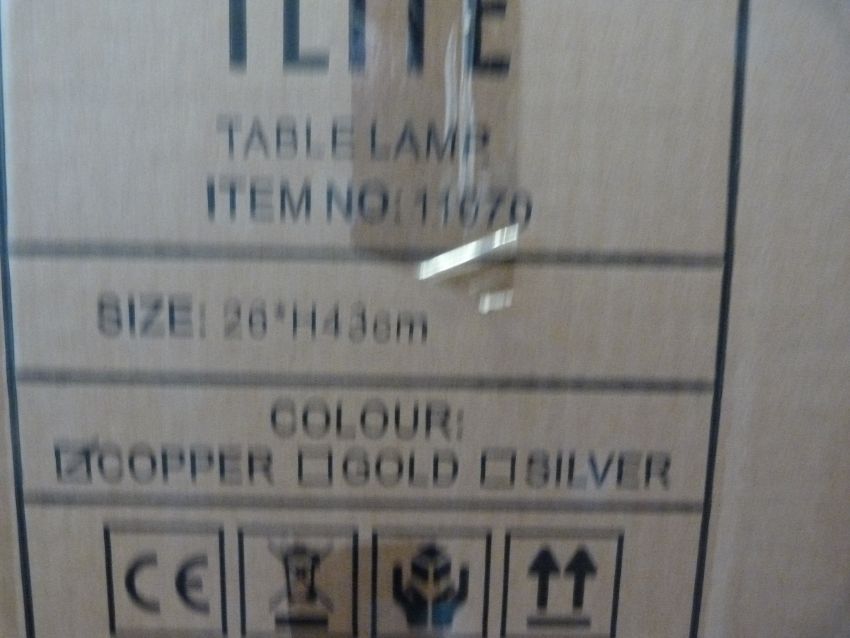 TABLE LAMP
ITEM NO: 11070
SIZE: 26*H43cm
COLOUR:
COPPER GOLD SILVER
CE